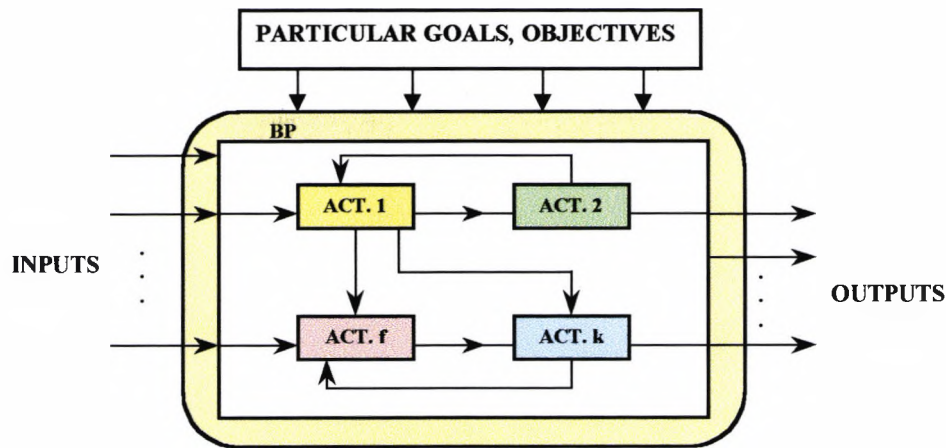 PARTICULAR GOALS, OBJECTIVES
BP
ACT. 1
ACT. 2
INPUTS
OUTPUTS
ACT. f
ACT. k